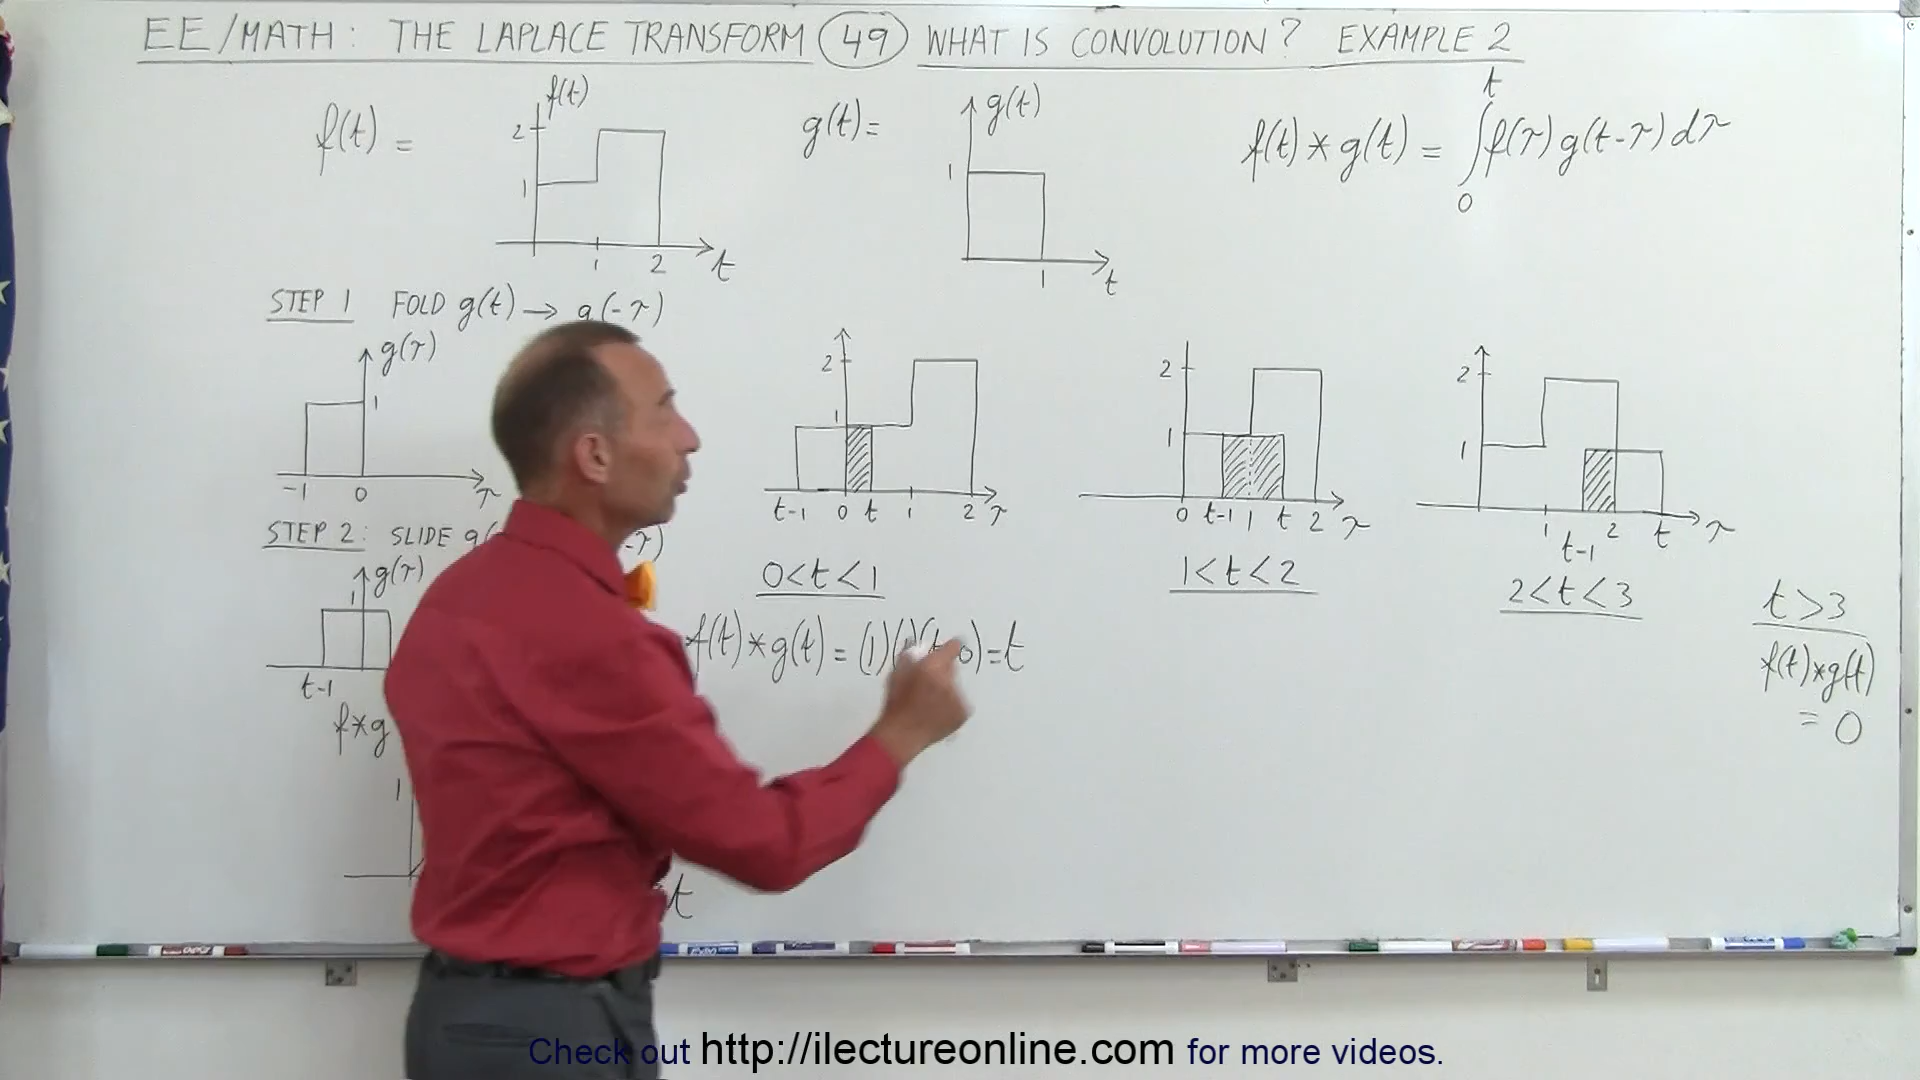 EE/MATH: THE LAPLACE TRANSFORM 49 WHAT IS CONVOLUTION? EXAMPLE 2
f(t) =
f(t)
2
1
1 2 t
g(t)=
g(t)
1
1 t
f(t) * g(t) = ∫₀ᵗ f(τ) g(t-τ) dτ
STEP 1 FOLD g(t) → g(-τ)
g(τ)
1
-1 0 τ
STEP 2: SLIDE g( -τ)
g(τ)
1
t-1
f*g
1
t
2
1
t-1 0 t 1 2 τ
0<t<1
f(t)*g(t) = (1)(1)(t-0)=t
2
1
0 t-1 1 t 2 τ
1<t<2
2
1
1 t-1 2 t τ
2<t<3
t>3
f(t)*g(t)
= 0
Check out http://ilectureonline.com for more videos.